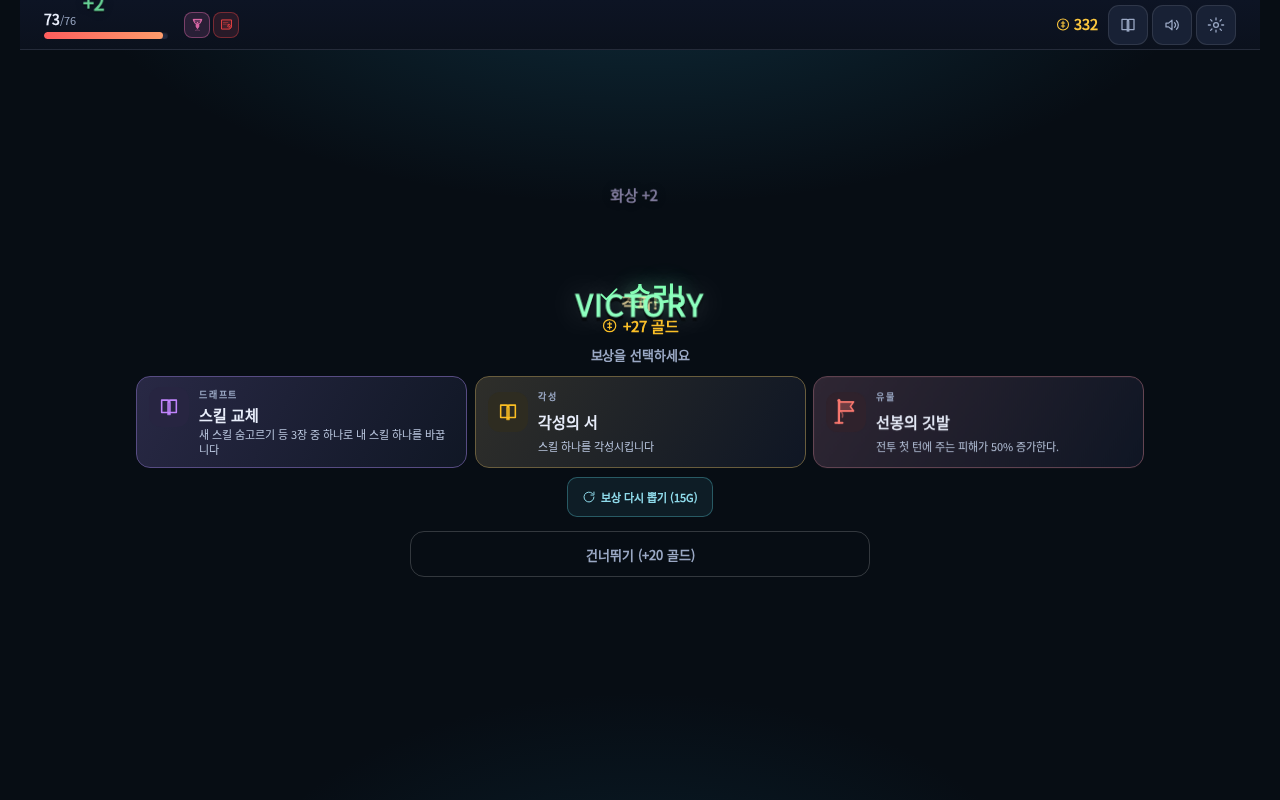 +2
73/76
332
화상 +2
승리!
VICTORY
+27 골드
보상을 선택하세요
드래프트
스킬 교체
새 스킬 숨고르기 등 3장 중 하나로 내 스킬 하나를 바꿉
니다
각성
각성의 서
스킬 하나를 각성시킵니다
유물
선봉의 깃발
전투 첫 턴에 주는 피해가 50% 증가한다.
보상 다시 뽑기 (15G)
건너뛰기 (+20 골드)